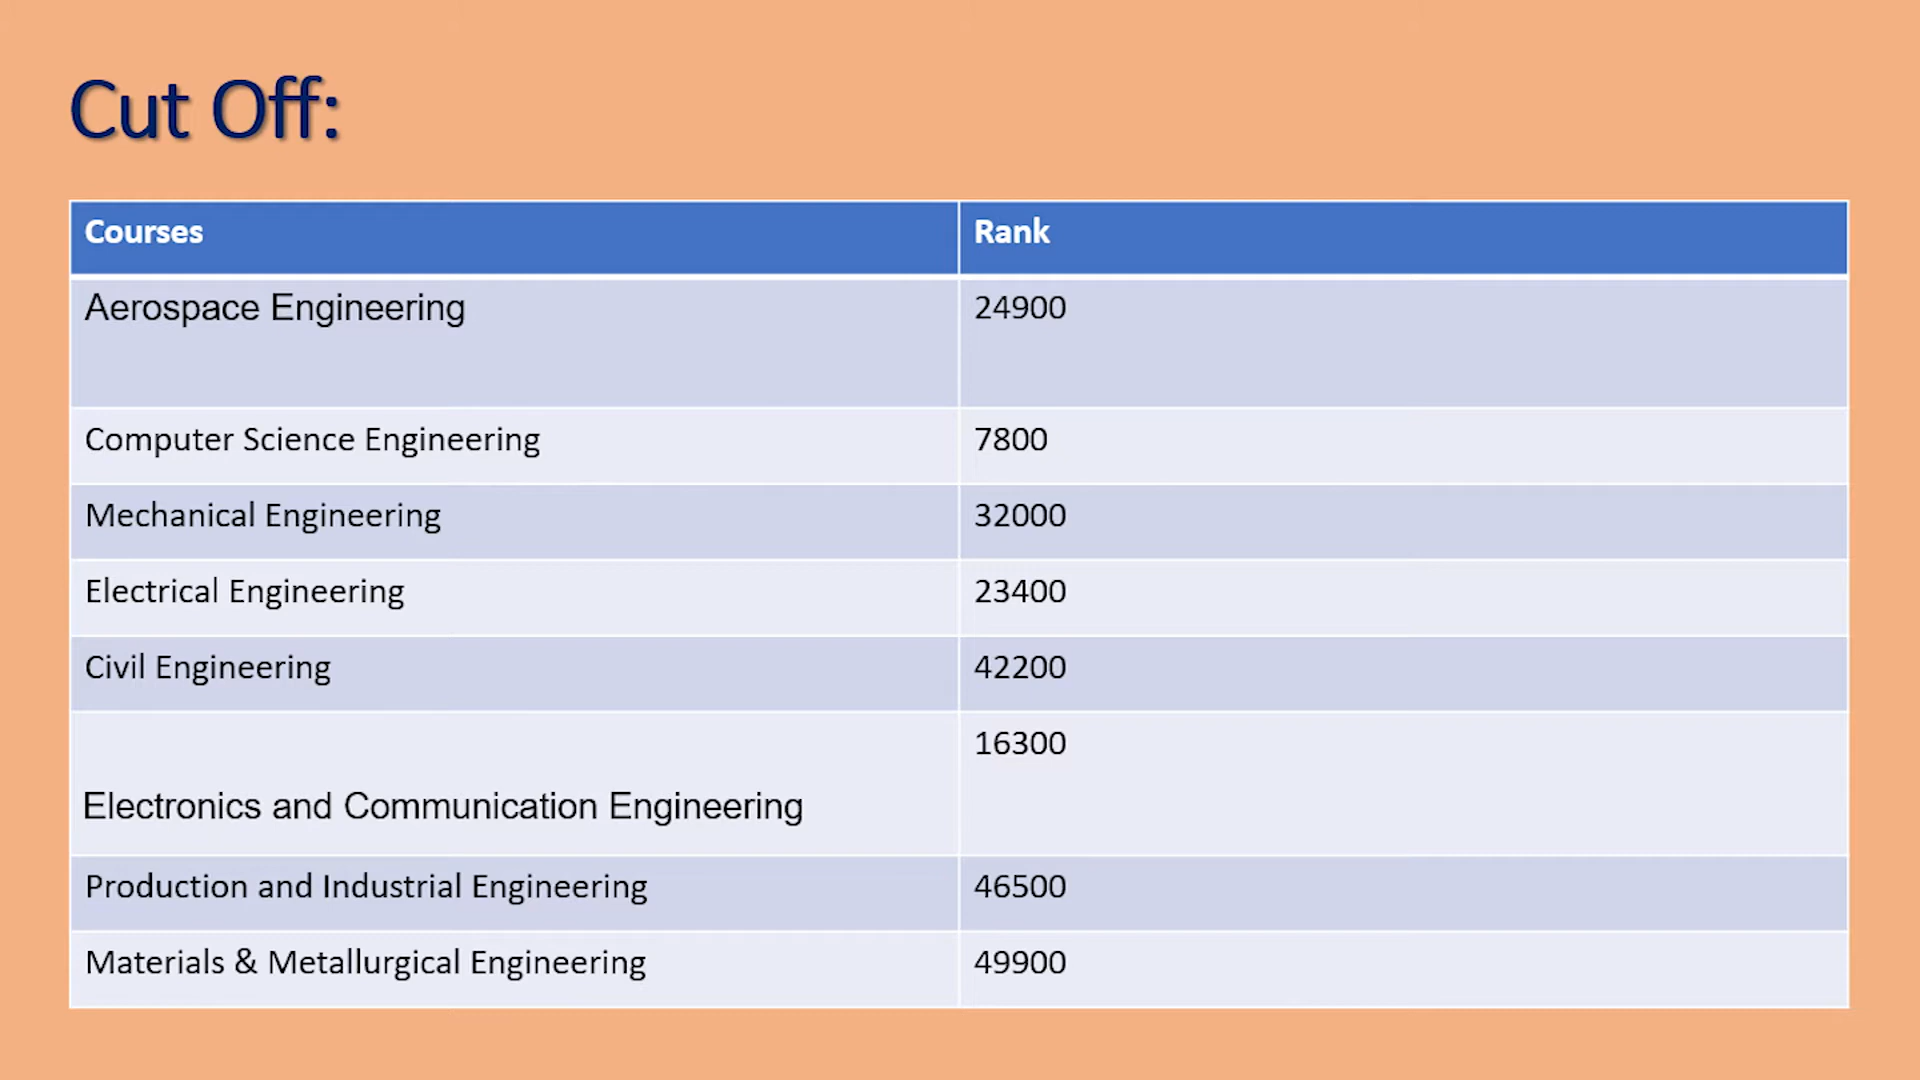 Cut Off:
Courses Rank
Aerospace Engineering 24900
Computer Science Engineering 7800
Mechanical Engineering 32000
Electrical Engineering 23400
Civil Engineering 42200
Electronics and Communication Engineering 16300
Production and Industrial Engineering 46500
Materials & Metallurgical Engineering 49900